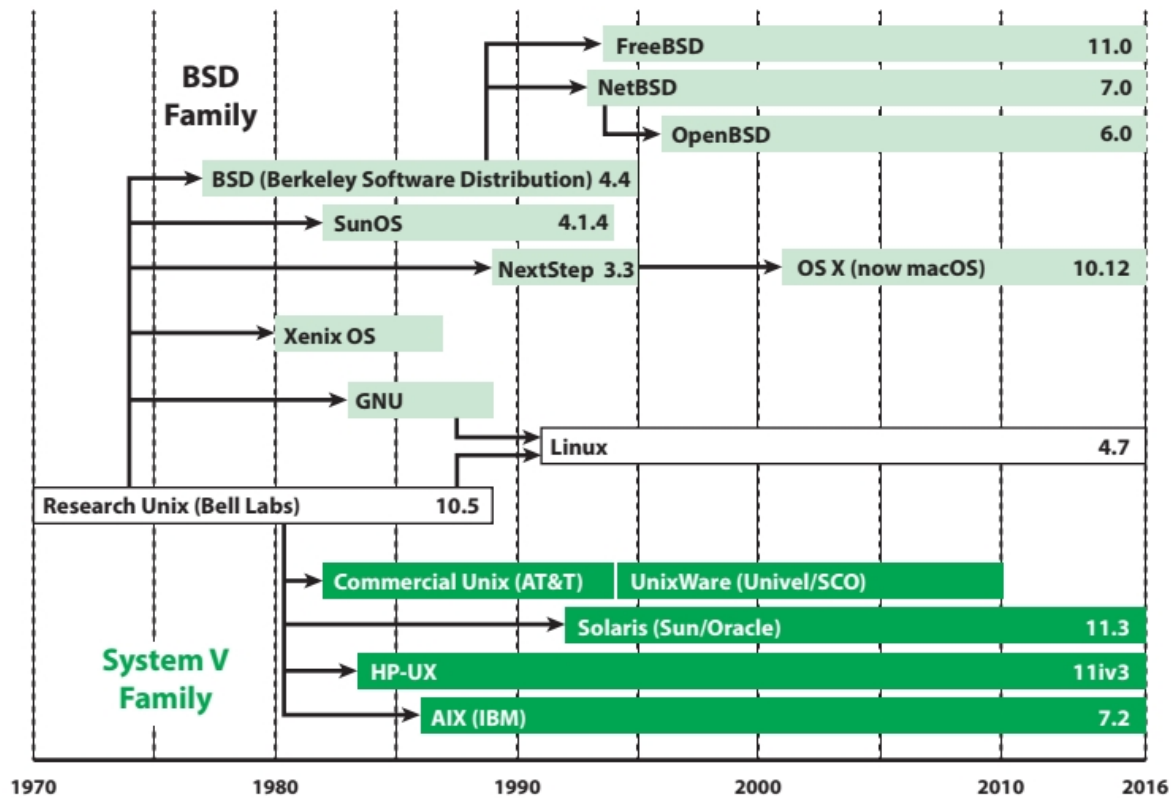 FreeBSD 11.0
BSD
Family
NetBSD 7.0
OpenBSD 6.0
BSD (Berkeley Software Distribution) 4.4
SunOS 4.1.4
NextStep 3.3
OS X (now macOS) 10.12
Xenix OS
GNU
Linux 4.7
Research Unix (Bell Labs) 10.5
Commercial Unix (AT&T)
UnixWare (Univel/SCO)
Solaris (Sun/Oracle) 11.3
System V
Family
HP-UX 11iv3
AIX (IBM) 7.2
1970 1980 1990 2000 2010 2016